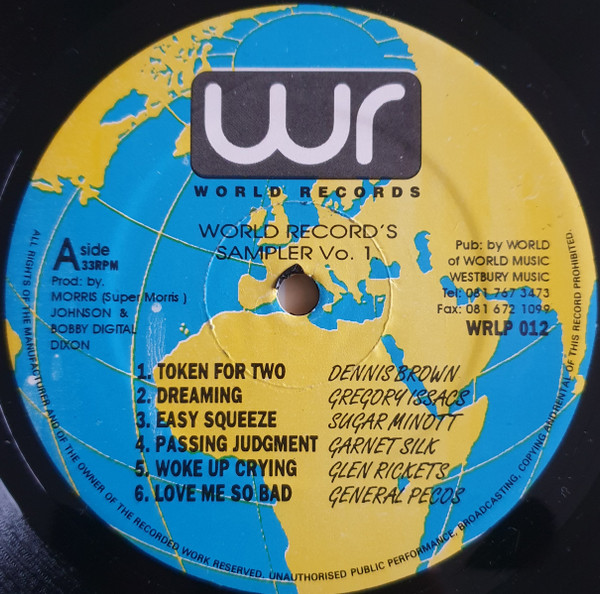 wr
WORLD RECORDS
WORLD RECORD'S
SAMPLER Vo. 1
A side
33RPM
Prod: by.
MORRIS (Super Morris )
JOHNSON &
BOBBY DIGITAL
DIXON
Pub: by WORLD
of WORLD MUSIC
WESTBURY MUSIC
Tel: 081 767 3473
Fax: 081 672 1099
WRLP 012
1. TOKEN FOR TWO DENNIS BROWN
2. DREAMING GREGORY ISSACS
3. EASY SQUEEZE SUGAR MINOTT
4. PASSING JUDGMENT GARNET SILK
5. WOKE UP CRYING GLEN RICKETS
6. LOVE ME SO BAD GENERAL PECOS
ALL RIGHTS OF THE MANUFACTURER AND OF THE OWNER OF THE RECORDED WORK RESERVED. UNAUTHORISED PUBLIC PERFORMANCE, BROADCASTING, COPYING AND RENTAL OF THIS RECORD PROHIBITED.